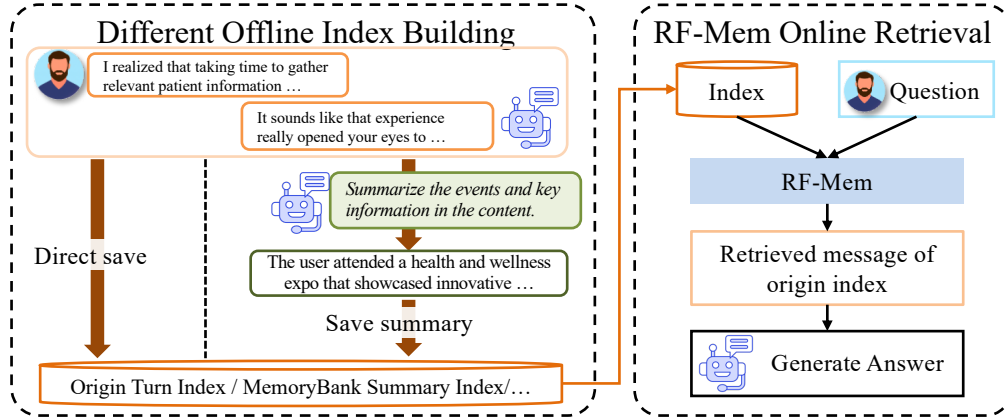 Different Offline Index Building
I realized that taking time to gather
relevant patient information …
It sounds like that experience
really opened your eyes to …
Summarize the events and key
information in the content.
Direct save
The user attended a health and wellness
expo that showcased innovative …
Save summary
Origin Turn Index / MemoryBank Summary Index/…
RF-Mem Online Retrieval
Index
Question
RF-Mem
Retrieved message of
origin index
Generate Answer